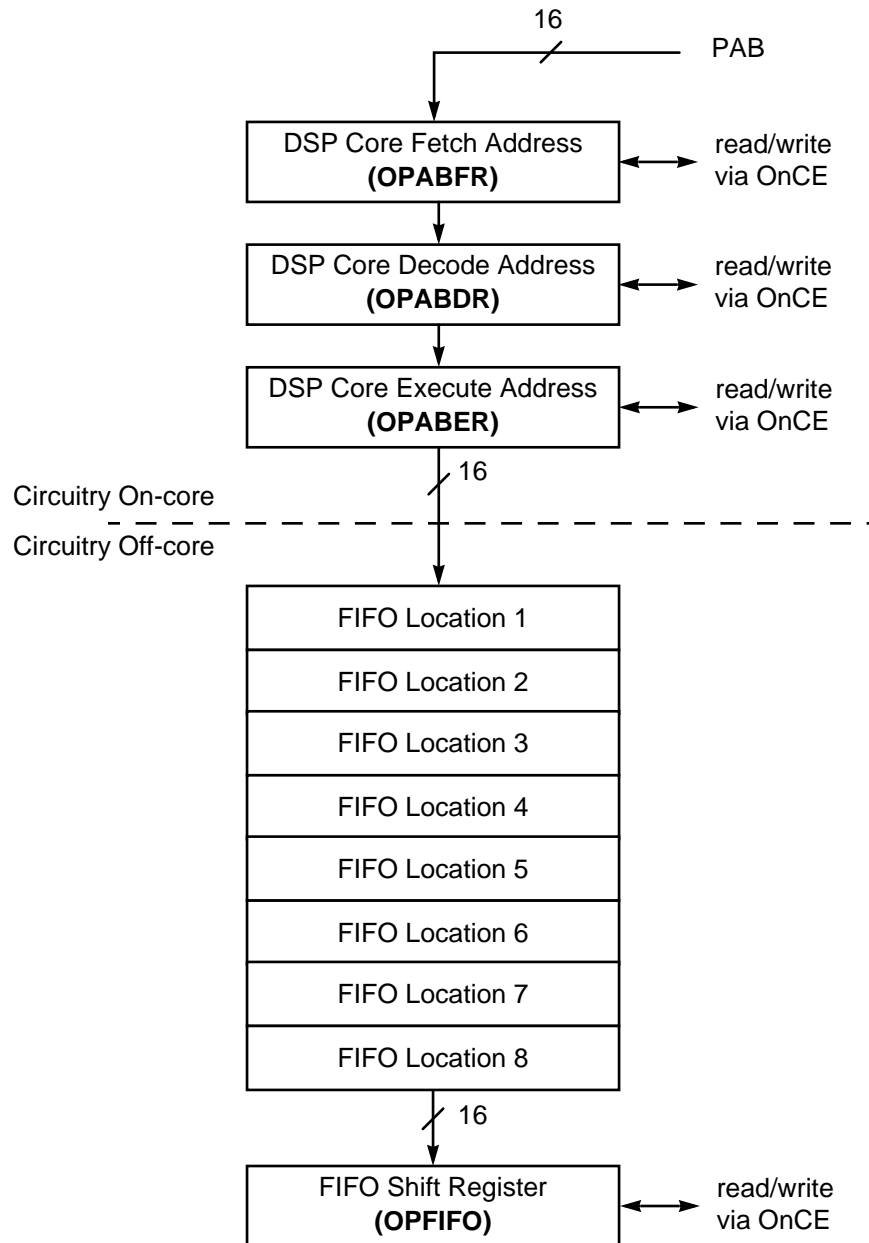 16
PAB
DSP Core Fetch Address
(OPABFR)
read/write
via OnCE
DSP Core Decode Address
(OPABDR)
read/write
via OnCE
DSP Core Execute Address
(OPABER)
read/write
via OnCE
16
Circuitry On-core
Circuitry Off-core
FIFO Location 1
FIFO Location 2
FIFO Location 3
FIFO Location 4
FIFO Location 5
FIFO Location 6
FIFO Location 7
FIFO Location 8
16
FIFO Shift Register
(OPFIFO)
read/write
via OnCE